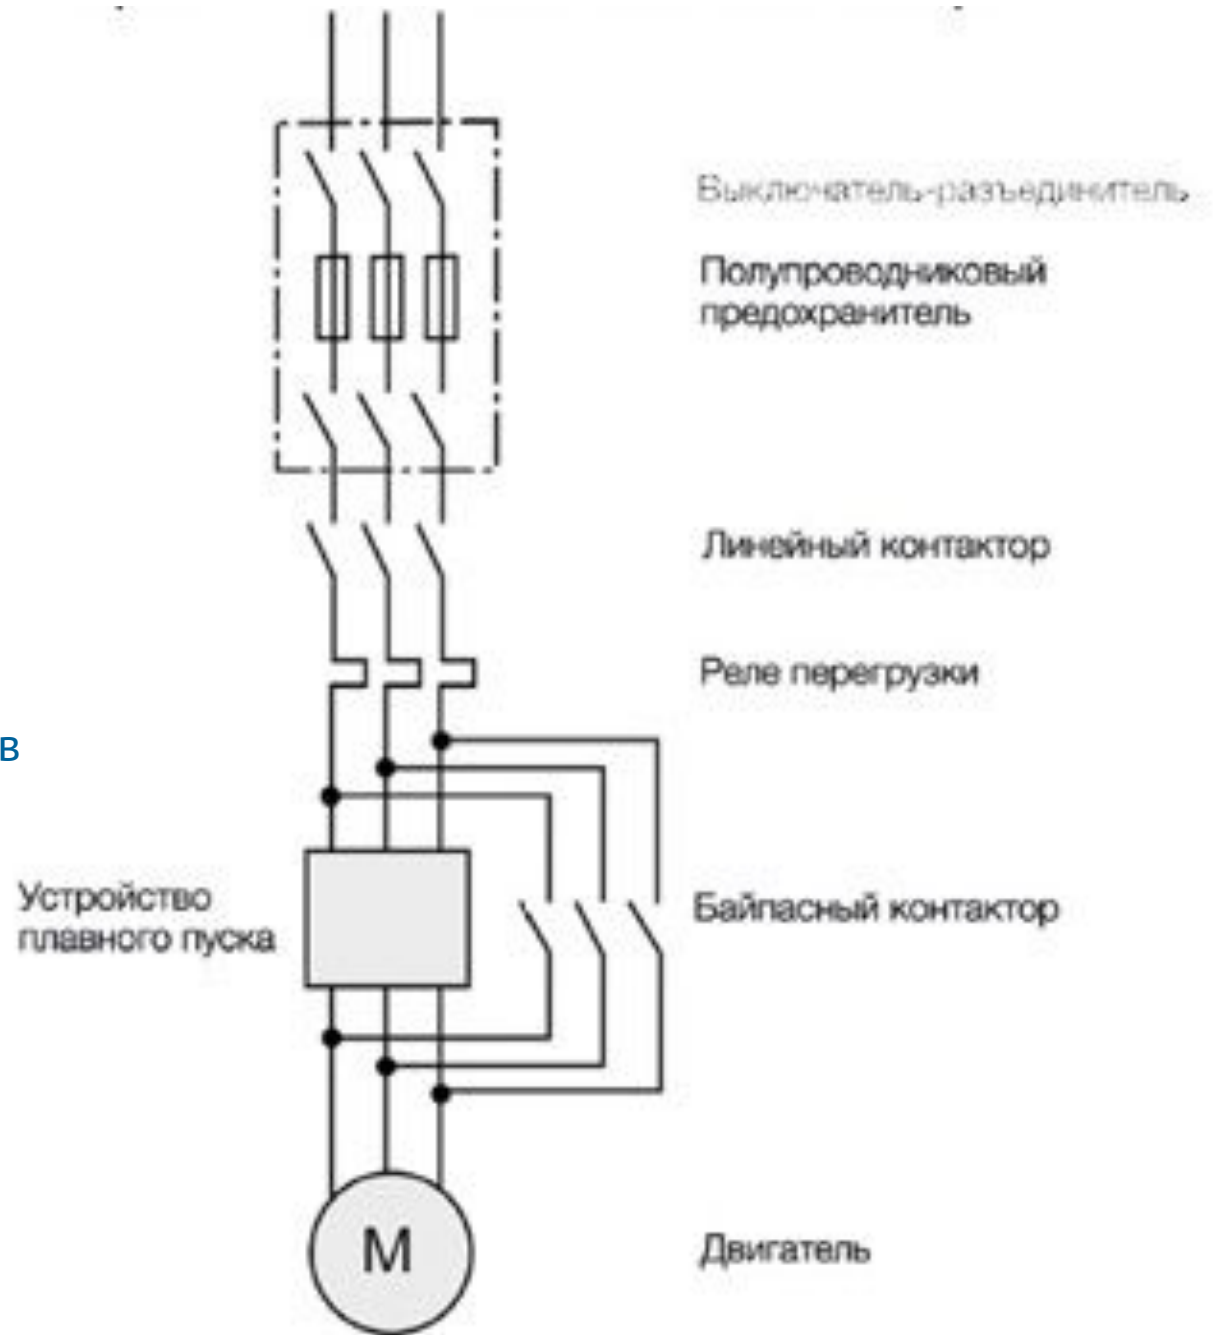 Выключатель-разъединитель
Полупроводниковый
предохранитель
Линейный контактор
Реле перегрузки
в
Устройство
плавного пуска
Байпасный контактор
M
Двигатель